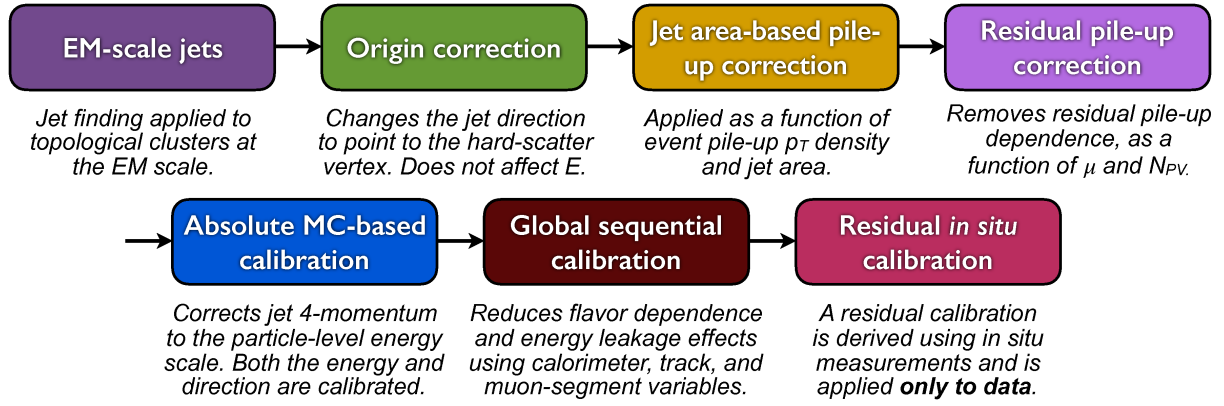 EM-scale jets
Origin correction
Jet area-based pile-
up correction
Residual pile-up
correction
Jet finding applied to
topological clusters at
the EM scale.
Changes the jet direction
to point to the hard-scatter
vertex. Does not affect E.
Applied as a function of
event pile-up pT density
and jet area.
Removes residual pile-up
dependence, as a
function of μ and NPV.
Absolute MC-based
calibration
Global sequential
calibration
Residual in situ
calibration
Corrects jet 4-momentum
to the particle-level energy
scale. Both the energy and
direction are calibrated.
Reduces flavor dependence
and energy leakage effects
using calorimeter, track, and
muon-segment variables.
A residual calibration
is derived using in situ
measurements and is
applied only to data.